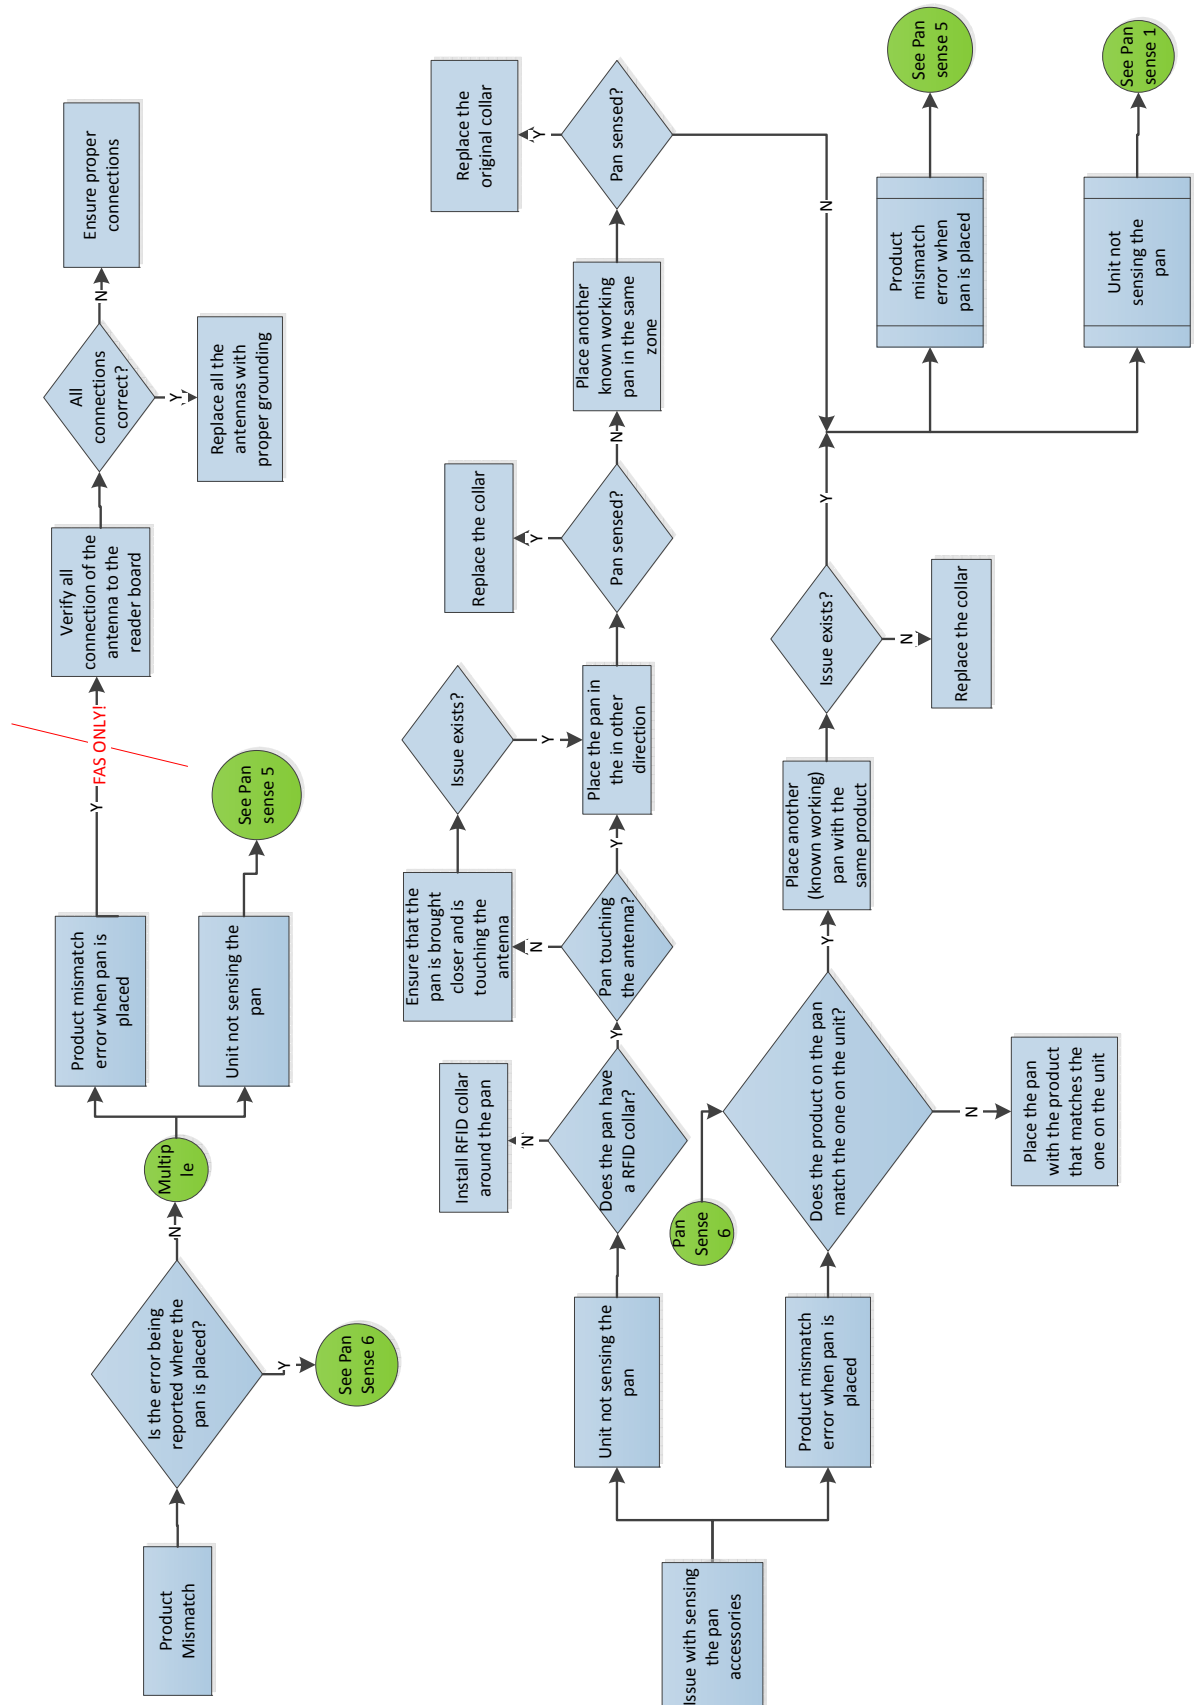 Product
Mismatch
Is the error being
reported where the
pan is placed?
Y
See Pan
Sense 6
N
Multip
le
Product mismatch
error when pan is
placed
Y
FAS ONLY!
Verify all
connection of the
antenna to the
reader board
All
connections
correct?
N
Ensure proper
connections
Y
Replace all the
antennas with
proper grounding
Unit not sensing the
pan
See Pan
sense 5
Issue with sensing
the pan
accessories
Unit not sensing the
pan
Does the pan have
a RFID collar?
N
Install RFID collar
around the pan
Y
Pan touching
the antenna?
N
Ensure that the
pan is brought
closer and is
touching the
antenna
Issue exists?
Y
Y
Place the pan in
the in other
direction
Pan sensed?
Y
Replace the collar
N
Place another
known working
pan in the same
zone
Pan sensed?
Y
Replace the
original collar
N
Product mismatch
error when pan is
placed
Pan
Sense
6
Does the product on the pan
match the one on the unit?
N
Place the pan
with the product
that matches the
one on the unit
Y
Place another
(known working)
pan with the
same product
Issue exists?
N
Replace the collar
Y
Product
mismatch
error when
pan is placed
See Pan
sense 5
Unit not
sensing the
pan
See Pan
sense 1